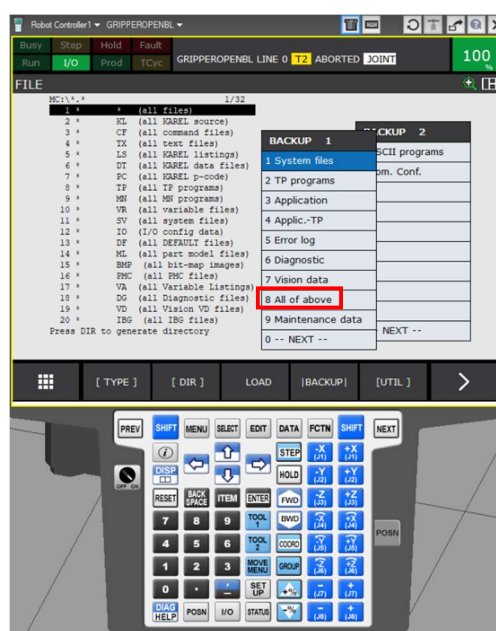 Robot Controller1 GRIPPEROPENBL
Busy Step Hold Fault
Run I/O Prod TCyc
GRIPPEROPENBL LINE 0 T2 ABORTED JOINT
100
%
FILE
MC:\*.* 1/32
1 * * (all files)
2 * KL (all KAREL source)
3 * CF (all command files)
4 * TX (all text files)
5 * LS (all KAREL listings)
6 * DT (all KAREL data files)
7 * PC (all KAREL p-code)
8 * TP (all TP programs)
9 * MN (all MN programs)
10 * VR (all variable files)
11 * SV (all system files)
12 * IO (I/O config data)
13 * DF (all DEFAULT files)
14 * ML (all part model files)
15 * BMP (all bit-map images)
16 * PMC (all PMC files)
17 * VA (all Variable Listings)
18 * DG (all Diagnostic files)
19 * VD (all Vision VD files)
20 * IBG (all IBG files)
Press DIR to generate directory
BACKUP 1
1 System files
2 TP programs
3 Application
4 Applic.-TP
5 Error log
6 Diagnostic
7 Vision data
8 All of above
9 Maintenance data
0 -- NEXT --
CKUP 2
SCII programs
om. Conf.
NEXT --
[ TYPE ] [ DIR ] LOAD |BACKUP| [UTIL ] >
PREV SHIFT MENU SELECT EDIT DATA FCTN SHIFT NEXT
i STEP -X (J1) +X (J1)
DISP HOLD -Y (J2) +Y (J2)
OFF ON
RESET BACK SPACE ITEM ENTER FWD -Z (J3) +Z (J3)
7 8 9 TOOL 1 BWD -X (J4) +X (J4)
POSN
4 5 6 TOOL 2 COORD -Y (J5) +Y (J5)
1 2 3 MOVE MENU GROUP -Z (J6) +Z (J6)
0 . , - SET UP +% - (J7) + (J7)
DIAG HELP POSN I/O STATUS -% - (J8) + (J8)